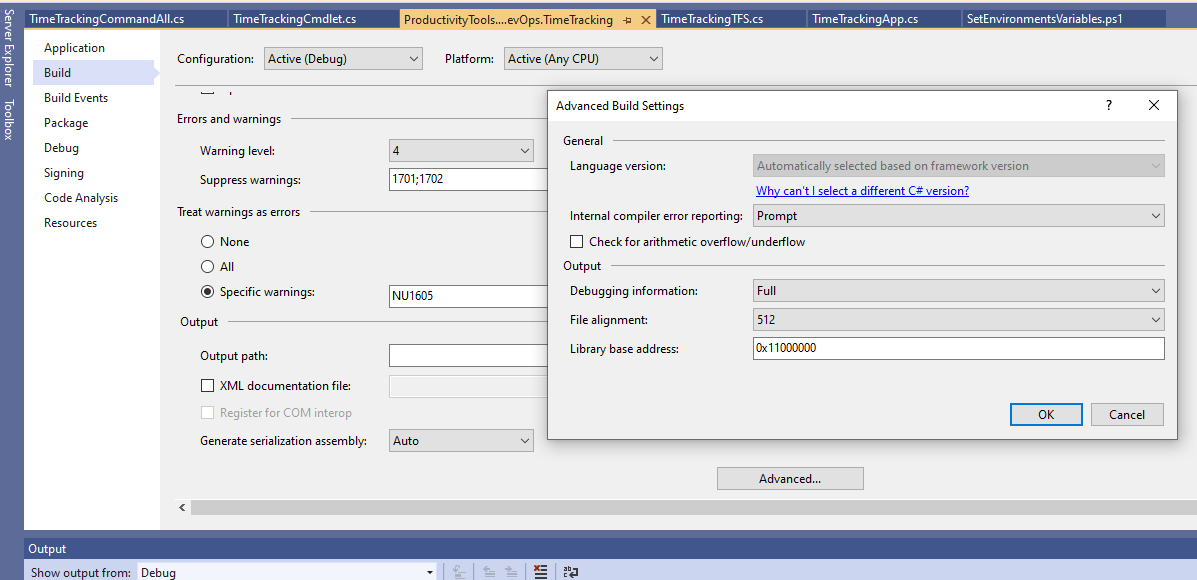 TimeTrackingCommandAll.cs TimeTrackingCmdlet.cs ProductivityTools....evOps.TimeTracking TimeTrackingTFS.cs TimeTrackingApp.cs SetEnvironmentsVariables.ps1
Server Explorer
Toolbox
Application
Build
Build Events
Package
Debug
Signing
Code Analysis
Resources
Configuration: Active (Debug) Platform: Active (Any CPU)
Errors and warnings
Warning level: 4
Suppress warnings: 1701;1702
Treat warnings as errors
None
All
Specific warnings: NU1605
Output
Output path:
XML documentation file:
Register for COM interop
Generate serialization assembly: Auto
Advanced...
Advanced Build Settings ?
General
Language version: Automatically selected based on framework version
Why can't I select a different C# version?
Internal compiler error reporting: Prompt
Check for arithmetic overflow/underflow
Output
Debugging information: Full
File alignment: 512
Library base address: 0x11000000
OK Cancel
Output
Show output from: Debug